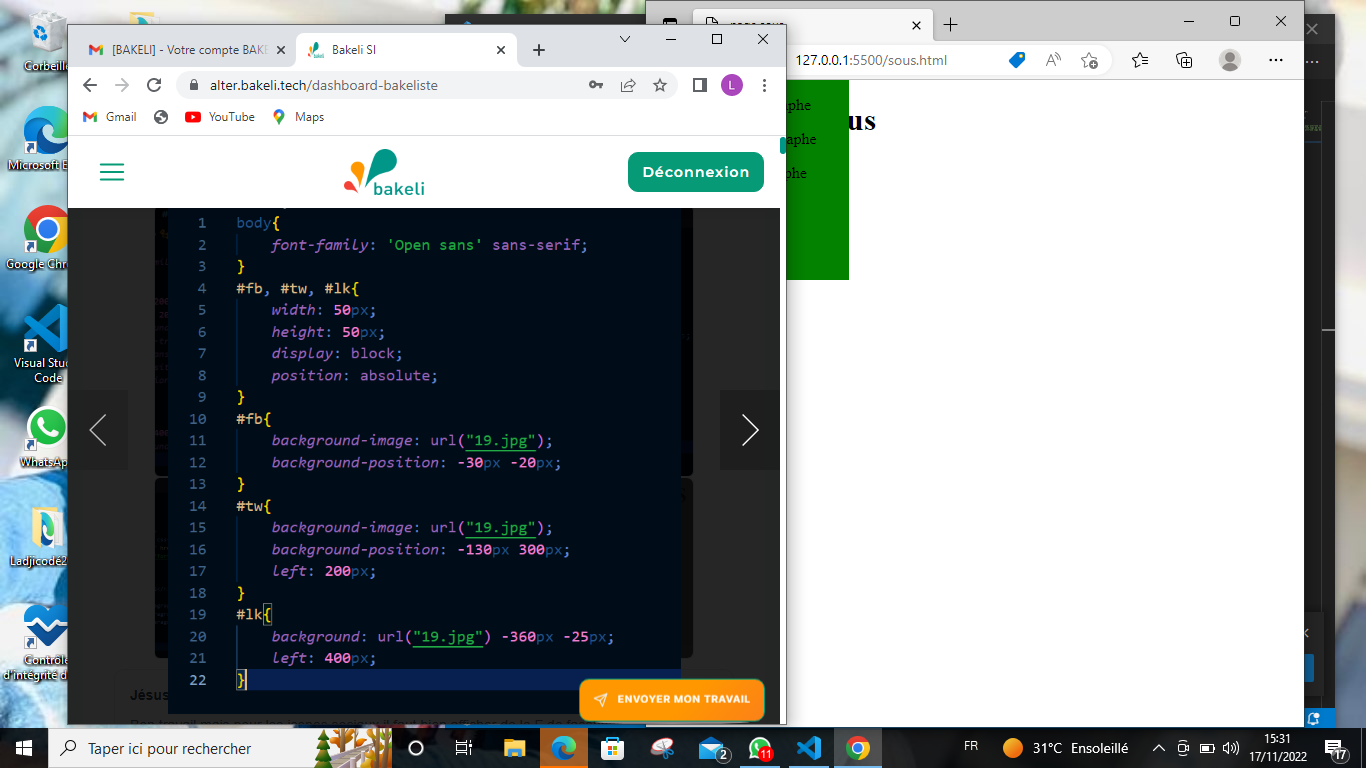 Corbeille
Microsoft E
Google Chr
Visual Stu
Code
WhatsAp
Ladjicodé2
Contrôle
d'intégrité d
[BAKELI] - Votre compte BAK
Bakeli SI
alter.bakeli.tech/dashboard-bakeliste
L
Gmail
YouTube
Maps
bakeli
Déconnexion
1 body{
2 font-family: 'Open sans' sans-serif;
3 }
4 #fb, #tw, #lk{
5 width: 50px;
6 height: 50px;
7 display: block;
8 position: absolute;
9 }
10 #fb{
11 background-image: url("19.jpg");
12 background-position: -30px -20px;
13 }
14 #tw{
15 background-image: url("19.jpg");
16 background-position: -130px 300px;
17 left: 200px;
18 }
19 #lk{
20 background: url("19.jpg") -360px -25px;
21 left: 400px;
22 }
Jésus
ENVOYER MON TRAVAIL
127.0.0.1:5500/sous.html
aphe
us
aphe
phe
Taper ici pour rechercher
2
11
FR
31°C Ensoleillé
15:31
17/11/2022
17